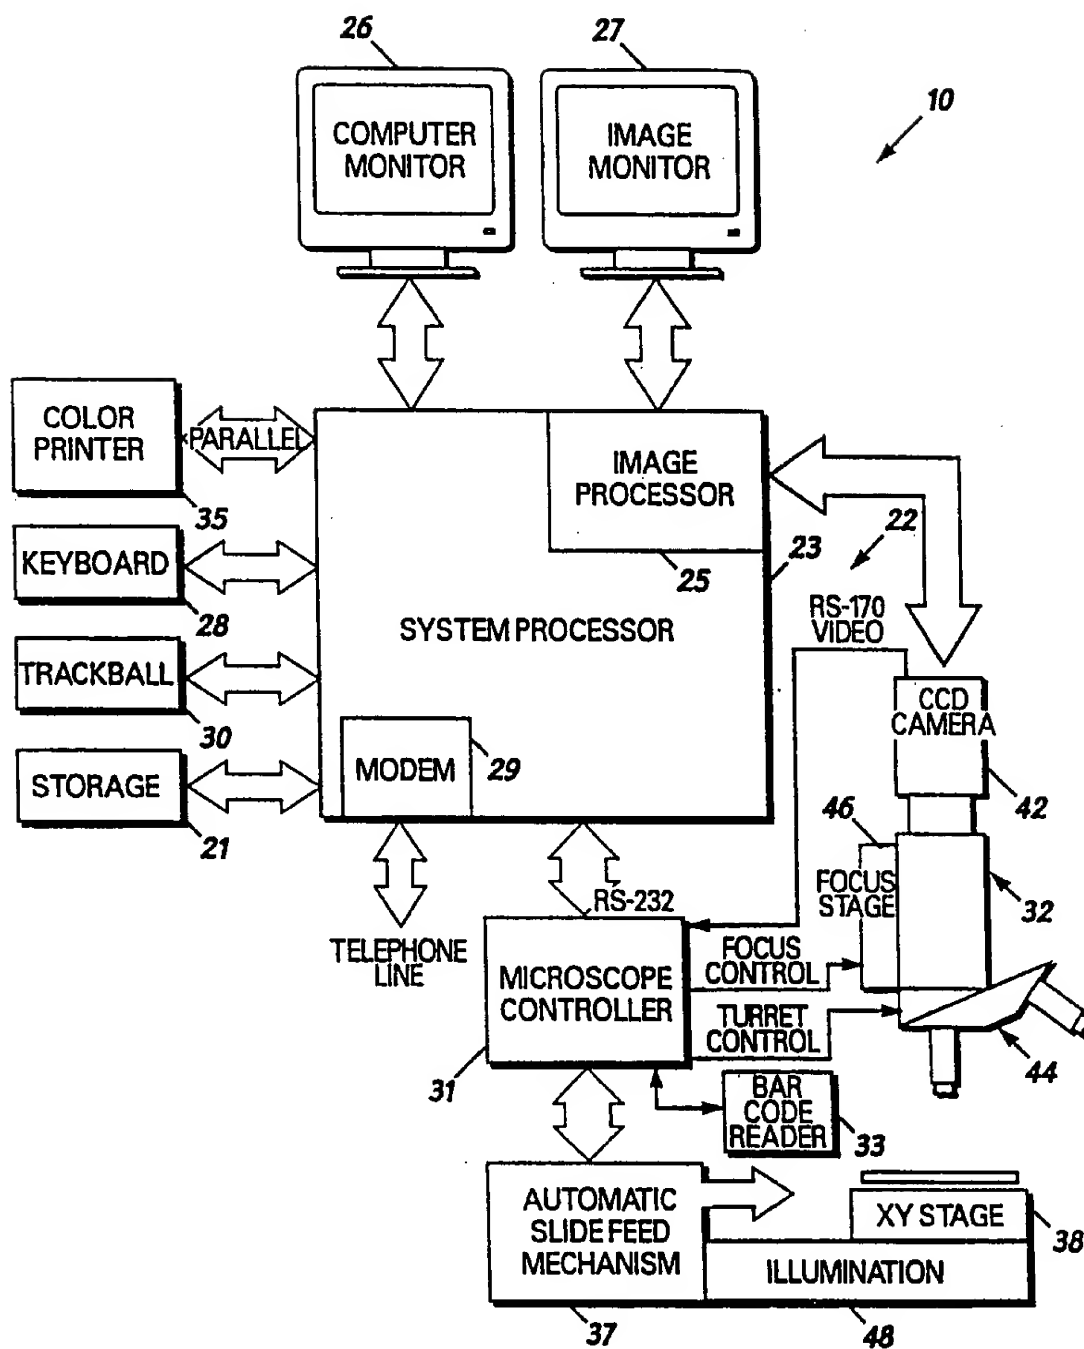 26
27
10
COMPUTER
MONITOR
IMAGE
MONITOR
COLOR
PRINTER
PARALLEL
35
IMAGE
PROCESSOR
25
23
22
KEYBOARD
28
SYSTEM PROCESSOR
RS-170
VIDEO
TRACKBALL
30
CCD
CAMERA
42
STORAGE
21
MODEM
29
46
FOCUS
STAGE
32
TELEPHONE
LINE
RS-232
MICROSCOPE
CONTROLLER
31
FOCUS
CONTROL
TURRET
CONTROL
44
BAR
CODE
READER
33
AUTOMATIC
SLIDE FEED
MECHANISM
37
XY STAGE
38
ILLUMINATION
48